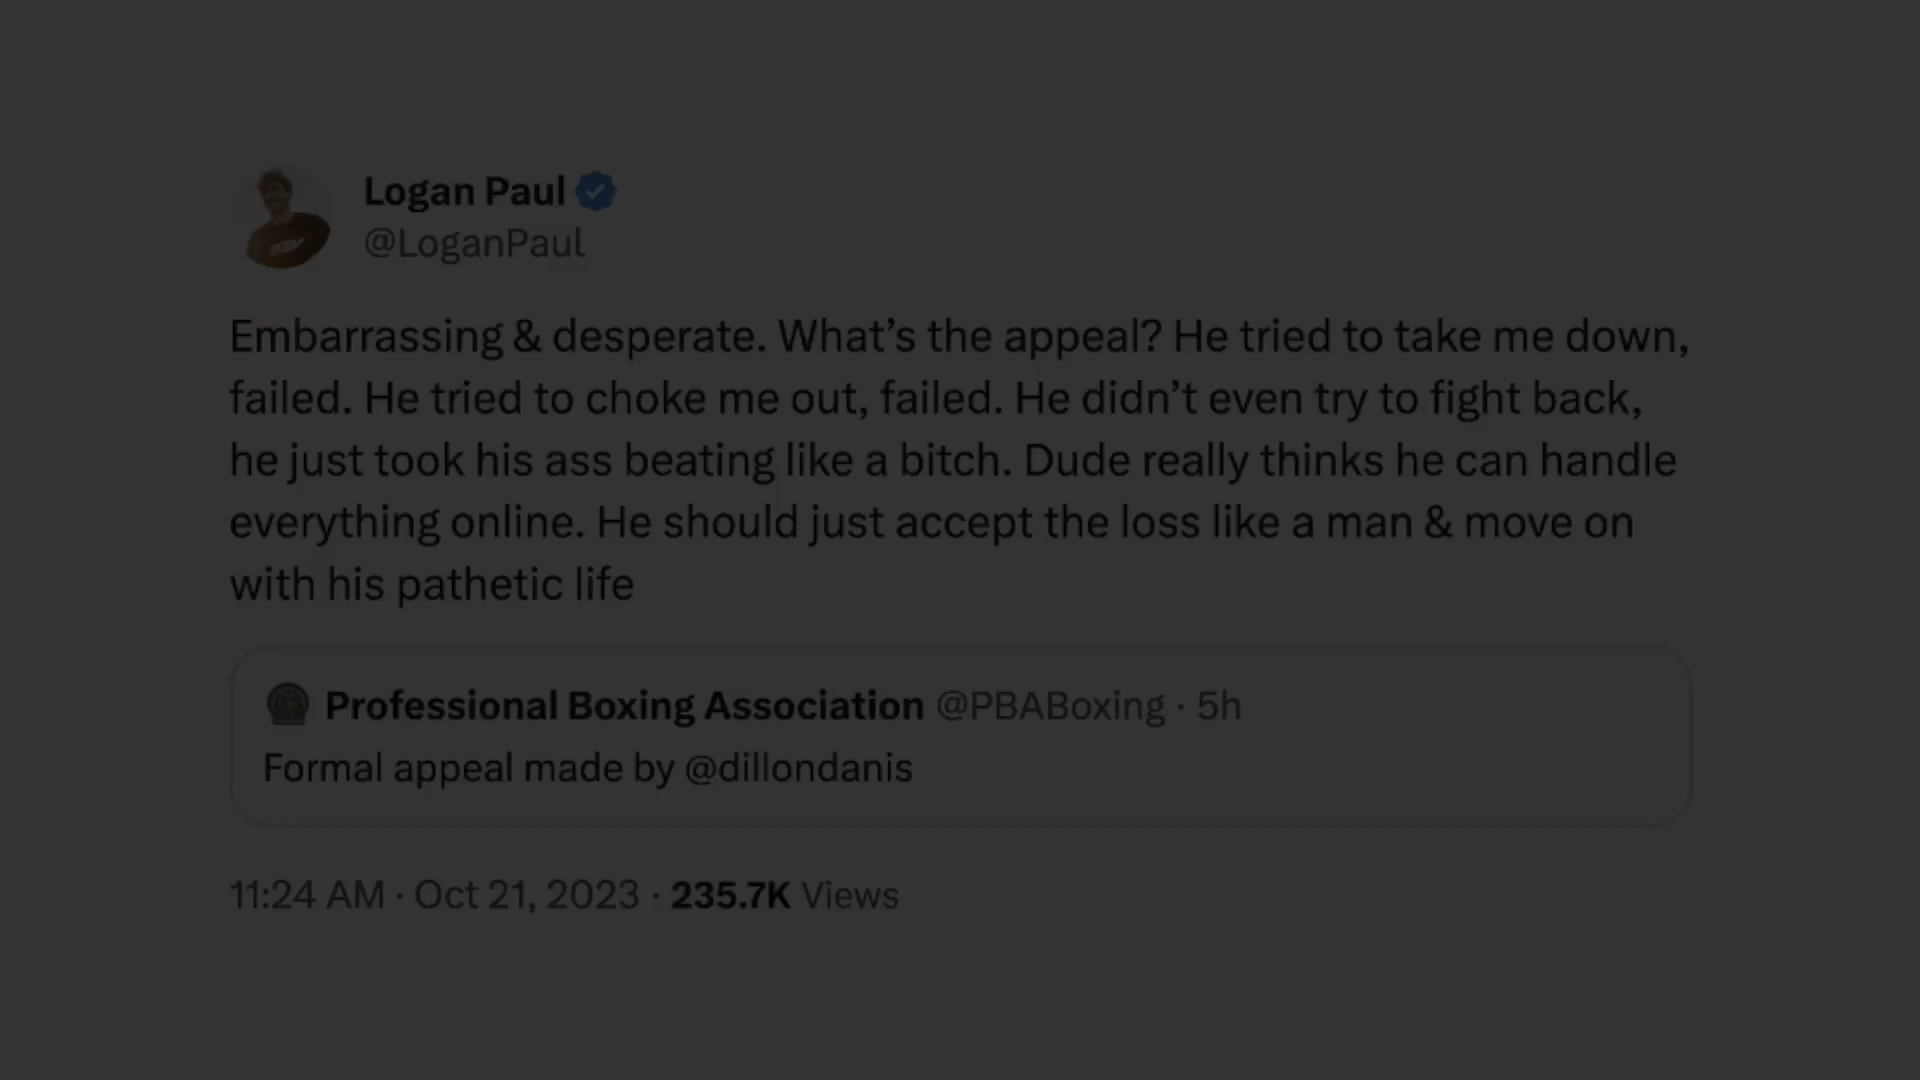 Logan Paul
@LoganPaul
Embarrassing & desperate. What’s the appeal? He tried to take me down,
failed. He tried to choke me out, failed. He didn’t even try to fight back,
he just took his ass beating like a bitch. Dude really thinks he can handle
everything online. He should just accept the loss like a man & move on
with his pathetic life
Professional Boxing Association @PBABoxing · 5h
Formal appeal made by @dillondanis
11:24 AM · Oct 21, 2023 · 235.7K Views